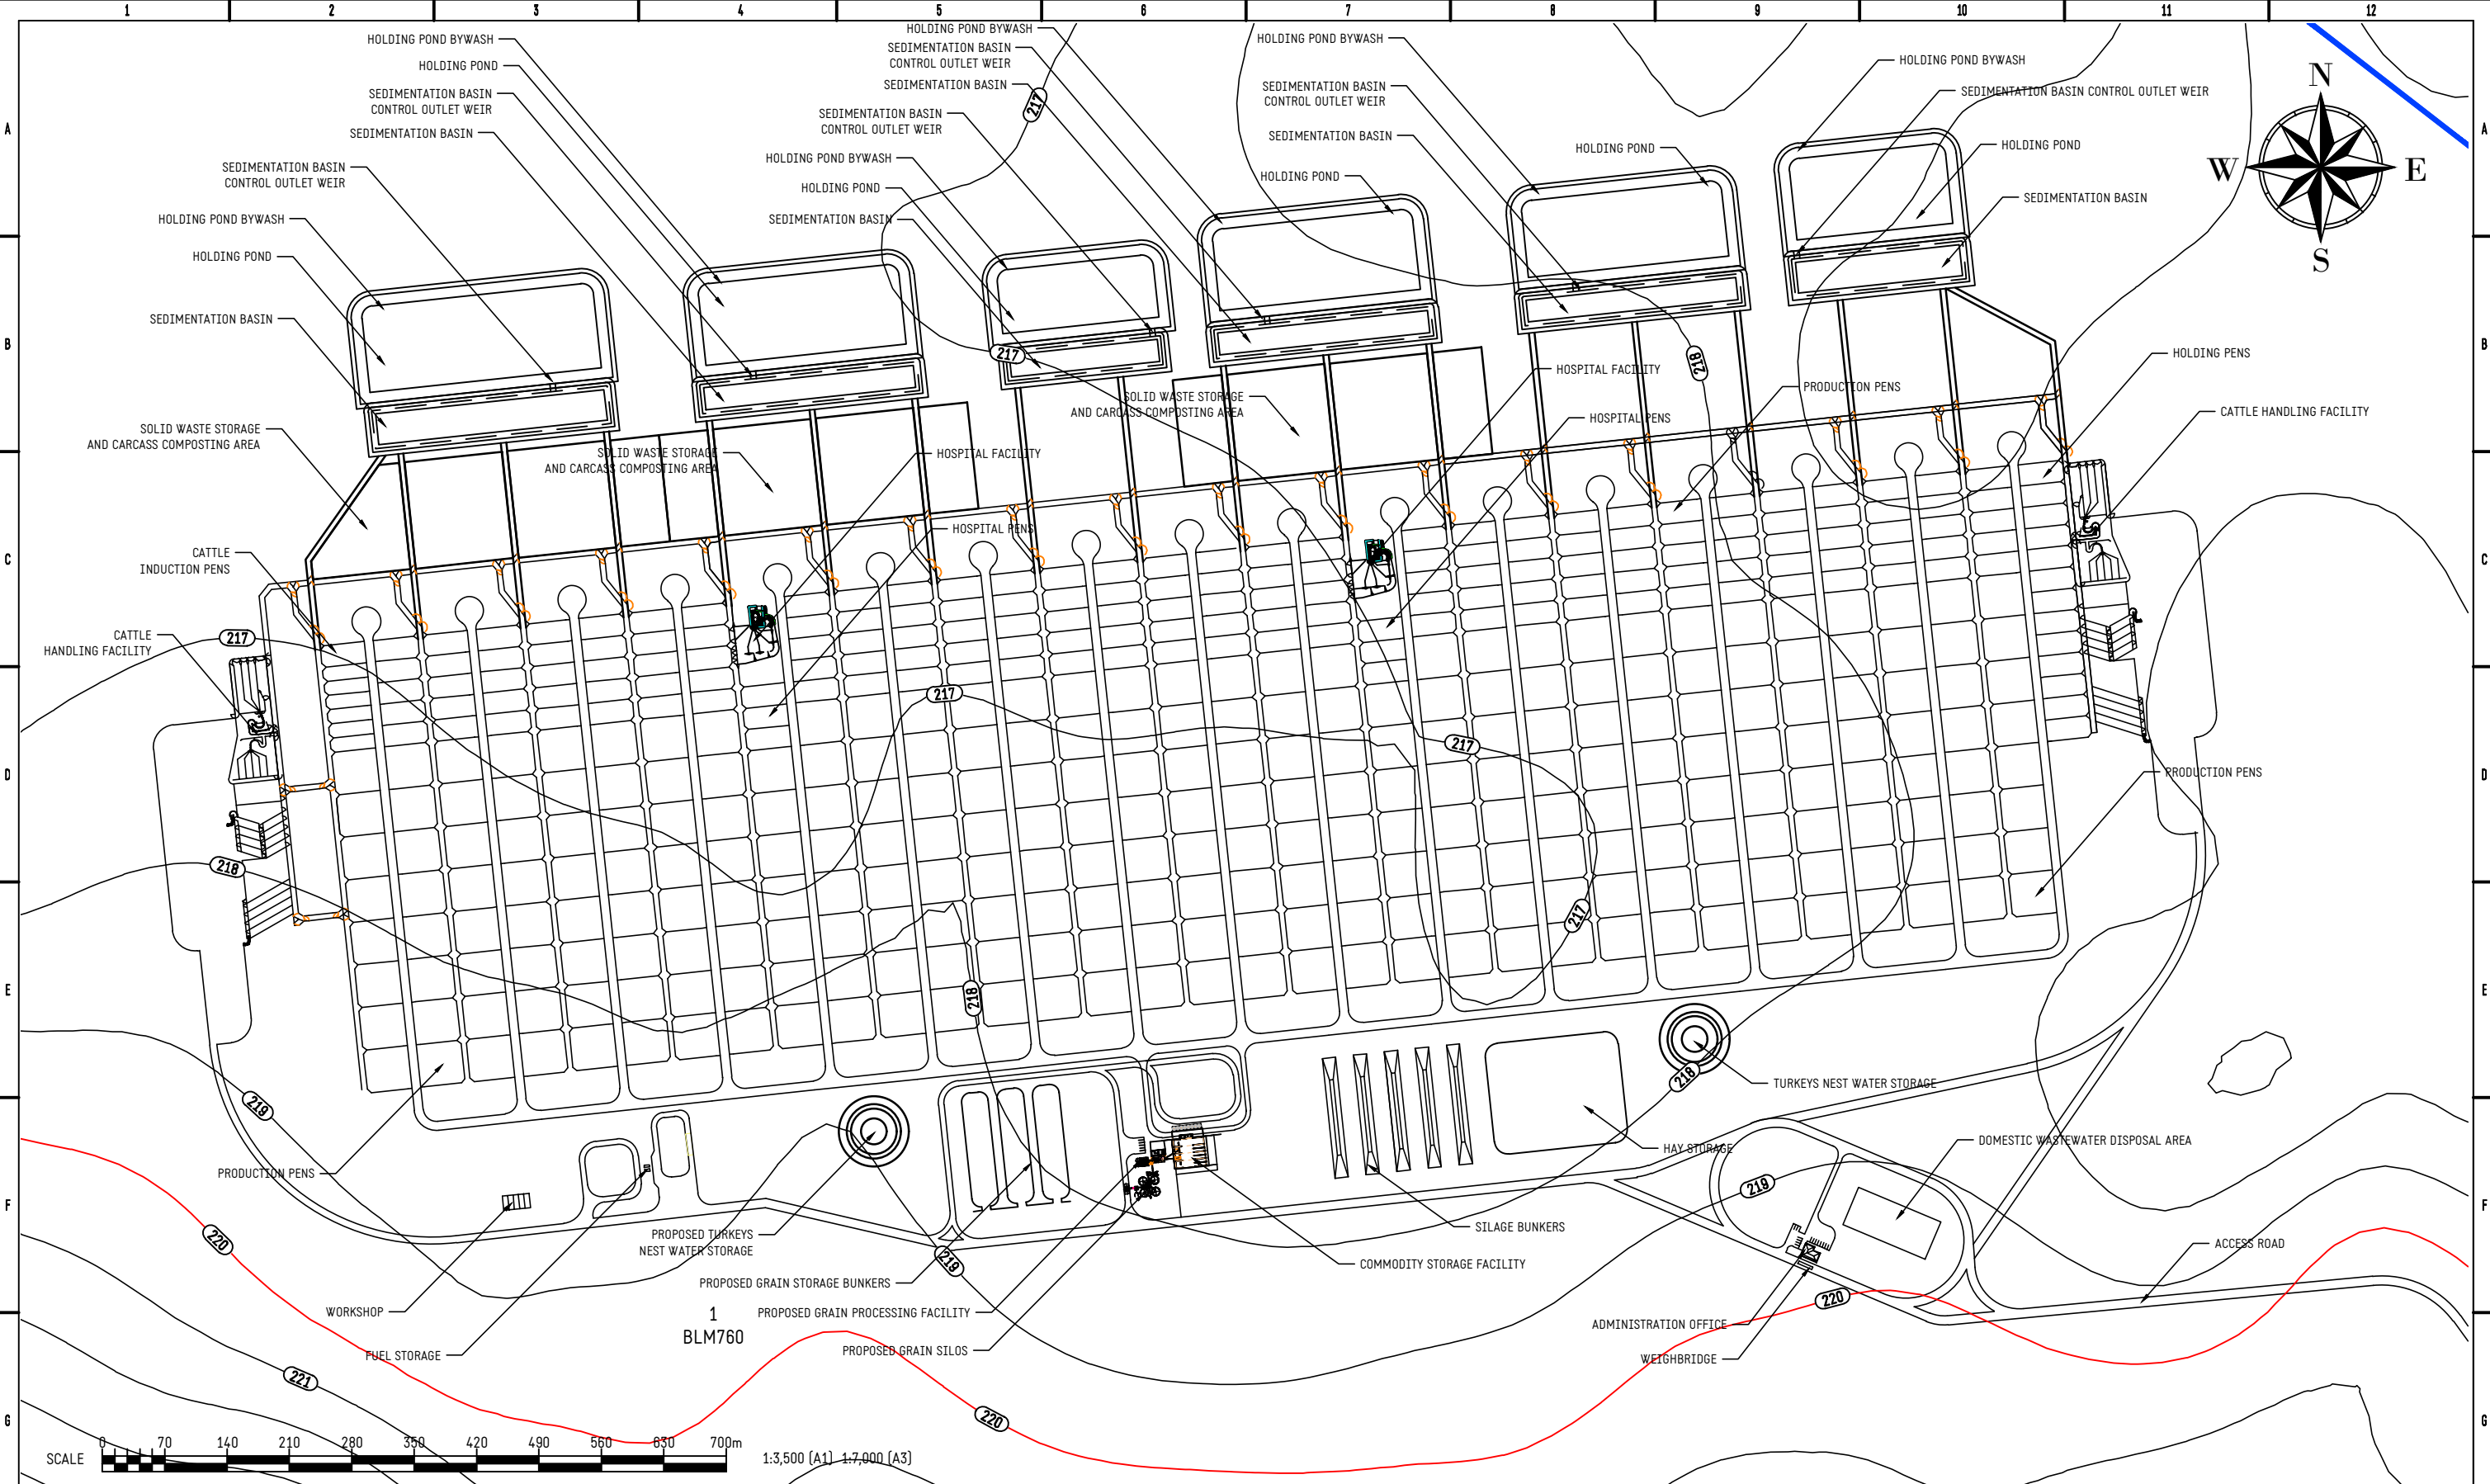 1 2 3 4 5 6 7 8 9 10 11 12
HOLDING POND BYWASH
HOLDING POND
SEDIMENTATION BASIN
CONTROL OUTLET WEIR
SEDIMENTATION BASIN
SEDIMENTATION BASIN
CONTROL OUTLET WEIR
HOLDING POND BYWASH
HOLDING POND
SEDIMENTATION BASIN
HOLDING POND BYWASH
SEDIMENTATION BASIN
CONTROL OUTLET WEIR
SEDIMENTATION BASIN
SEDIMENTATION BASIN
CONTROL OUTLET WEIR
HOLDING POND BYWASH
HOLDING POND
SEDIMENTATION BASIN
HOLDING POND BYWASH
SEDIMENTATION BASIN
CONTROL OUTLET WEIR
SEDIMENTATION BASIN
HOLDING POND
HOLDING POND
HOLDING POND BYWASH
SEDIMENTATION BASIN CONTROL OUTLET WEIR
HOLDING POND
SEDIMENTATION BASIN
N
W E
S
A A
B B
C C
D D
E E
F F
G G
217
217
218
SOLID WASTE STORAGE
AND CARCASS COMPOSTING AREA
SOLID WASTE STORAGE
AND CARCASS COMPOSTING AREA
SOLID WASTE STORAGE
AND CARCASS COMPOSTING AREA
HOSPITAL FACILITY
HOSPITAL PENS
HOSPITAL FACILITY
HOSPITAL PENS
PRODUCTION PENS
HOLDING PENS
CATTLE HANDLING FACILITY
CATTLE
INDUCTION PENS
CATTLE
HANDLING FACILITY
217
217
217
PRODUCTION PENS
218
217
218
218
219
TURKEYS NEST WATER STORAGE
PRODUCTION PENS
HAY STORAGE
DOMESTIC WASTEWATER DISPOSAL AREA
219
220
PROPOSED TURKEYS
NEST WATER STORAGE
219
SILAGE BUNKERS
ACCESS ROAD
COMMODITY STORAGE FACILITY
PROPOSED GRAIN STORAGE BUNKERS
220
WORKSHOP
1
BLM760
PROPOSED GRAIN PROCESSING FACILITY
ADMINISTRATION OFFICE
FUEL STORAGE
PROPOSED GRAIN SILOS
WEIGHBRIDGE
221
220
SCALE
0 70 140 210 280 350 420 490 560 630 700m
1:3,500 (A1) 1:7,000 (A3)